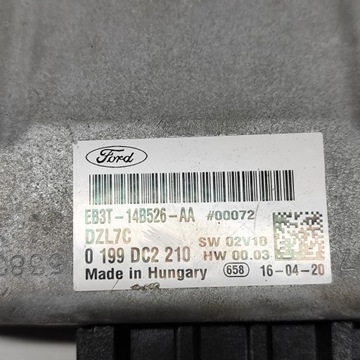 Ford
EB3T-14B526-AA #00072
DZL7C
SW 02V10
0 199 DC2 210
HW 00.03
Made in Hungary
658
16-04-20